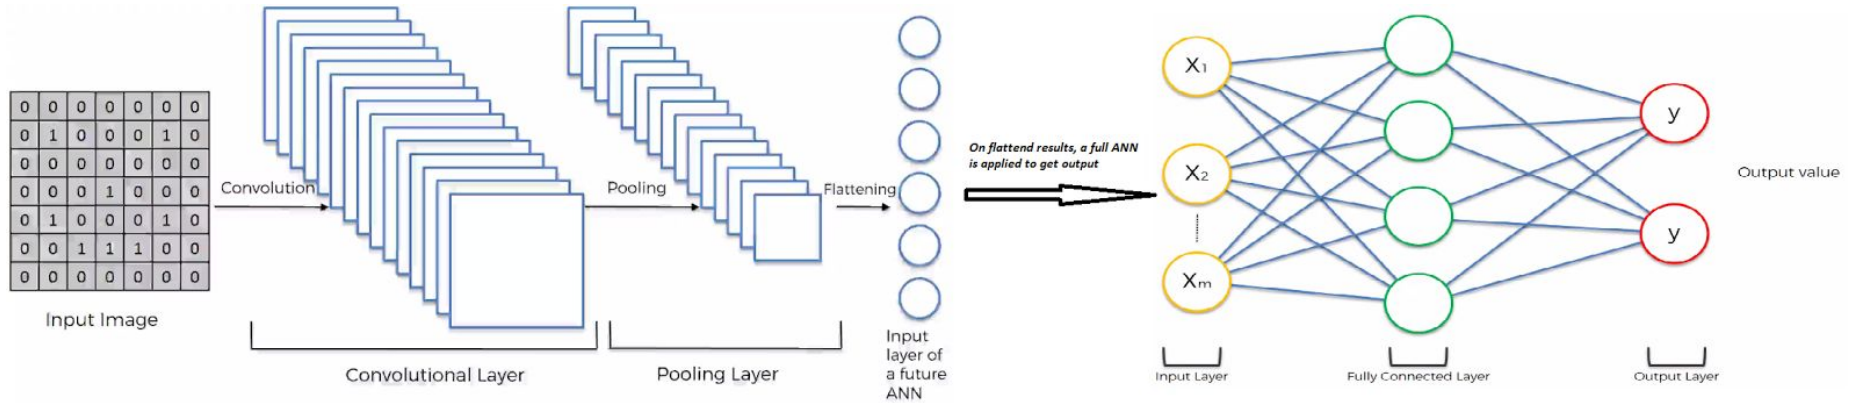 0 0 0 0 0 0 0
0 1 0 0 0 1 0
0 0 0 0 0 0 0
0 0 0 1 0 0 0
0 1 0 0 0 1 0
0 0 1 1 1 0 0
0 0 0 0 0 0 0
Input Image
Convolution
Convolutional Layer
Pooling
Pooling Layer
Flattening
Input
layer of
a future
ANN
On flattend results, a full ANN
is applied to get output
X1
X2
Xm
Input Layer
Fully Connected Layer
y
y
Output Layer
Output value